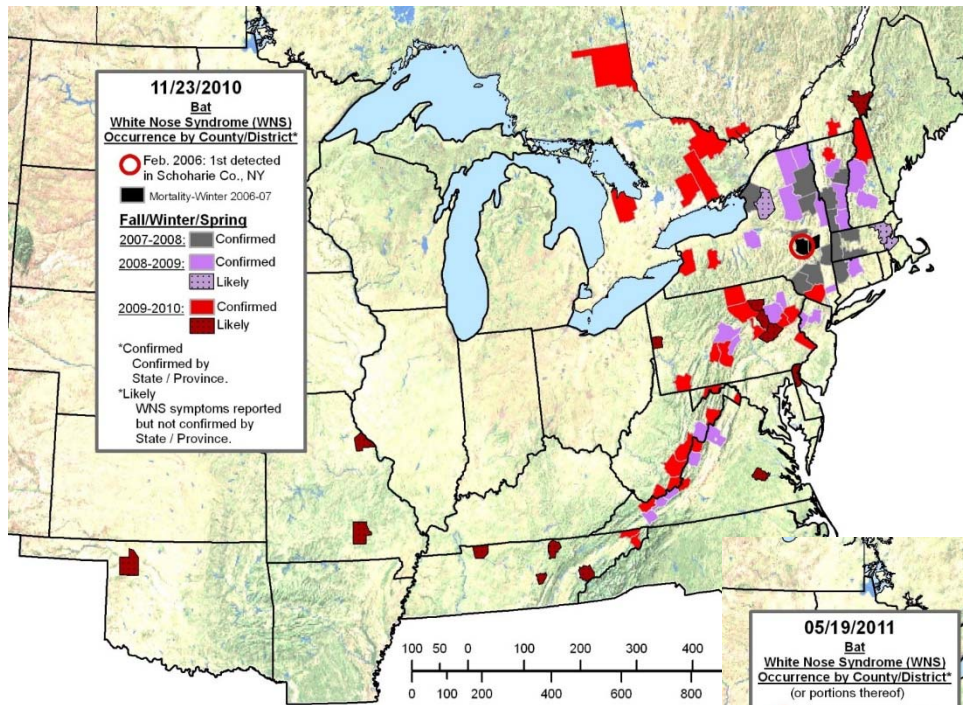 11/23/2010
Bat
White Nose Syndrome (WNS)
Occurrence by County/District*
Feb. 2006: 1st detected
in Schoharie Co., NY
Mortality-Winter 2006-07
Fall/Winter/Spring
2007-2008: Confirmed
2008-2009: Confirmed
Likely
2009-2010: Confirmed
Likely
*Confirmed
Confirmed by
State / Province.
*Likely
WNS symptoms reported
but not confirmed by
State / Province.
100 50 0 100 200 300 400
0 100 200 400 600 800
05/19/2011
Bat
White Nose Syndrome (WNS)
Occurrence by County/District*
(or portions thereof)